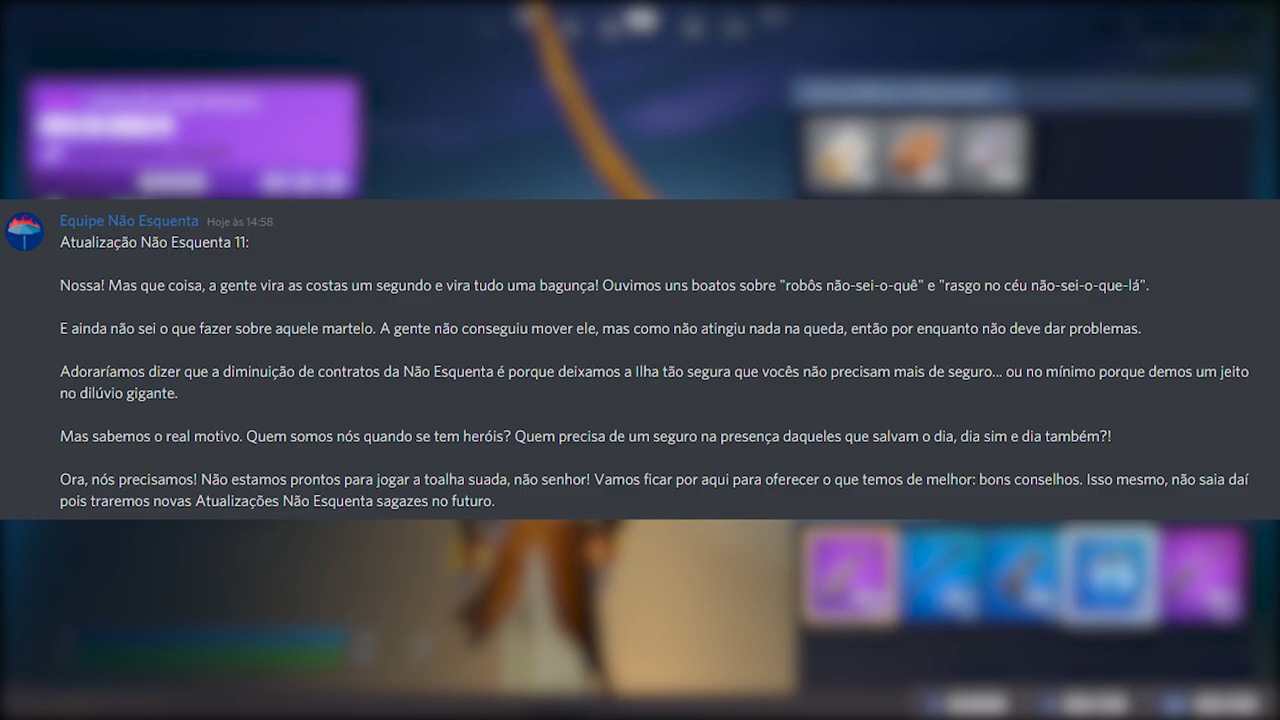 Equipe Não Esquenta Hoje às 14:58
Atualização Não Esquenta 11:
Nossa! Mas que coisa, a gente vira as costas um segundo e vira tudo uma bagunça! Ouvimos uns boatos sobre "robôs não-sei-o-quê" e "rasgo no céu não-sei-o-que-lá".
E ainda não sei o que fazer sobre aquele martelo. A gente não conseguiu mover ele, mas como não atingiu nada na queda, então por enquanto não deve dar problemas.
Adoraríamos dizer que a diminuição de contratos da Não Esquenta é porque deixamos a Ilha tão segura que vocês não precisam mais de seguro... ou no mínimo porque demos um jeito
no dilúvio gigante.
Mas sabemos o real motivo. Quem somos nós quando se tem heróis? Quem precisa de um seguro na presença daqueles que salvam o dia, dia sim e dia também?!
Ora, nós precisamos! Não estamos prontos para jogar a toalha suada, não senhor! Vamos ficar por aqui para oferecer o que temos de melhor: bons conselhos. Isso mesmo, não saia daí
pois traremos novas Atualizações Não Esquenta sagazes no futuro.